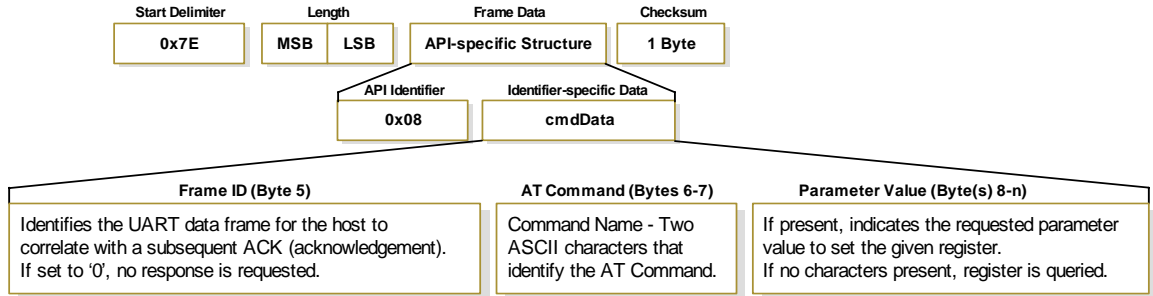 Start Delimiter Length Frame Data Checksum
0x7E MSB LSB API-specific Structure 1 Byte
API Identifier Identifier-specific Data
0x08 cmdData
Frame ID (Byte 5)
Identifies the UART data frame for the host to
correlate with a subsequent ACK (acknowledgement).
If set to ‘0’, no response is requested.
AT Command (Bytes 6-7)
Command Name - Two
ASCII characters that
identify the AT Command.
Parameter Value (Byte(s) 8-n)
If present, indicates the requested parameter
value to set the given register.
If no characters present, register is queried.